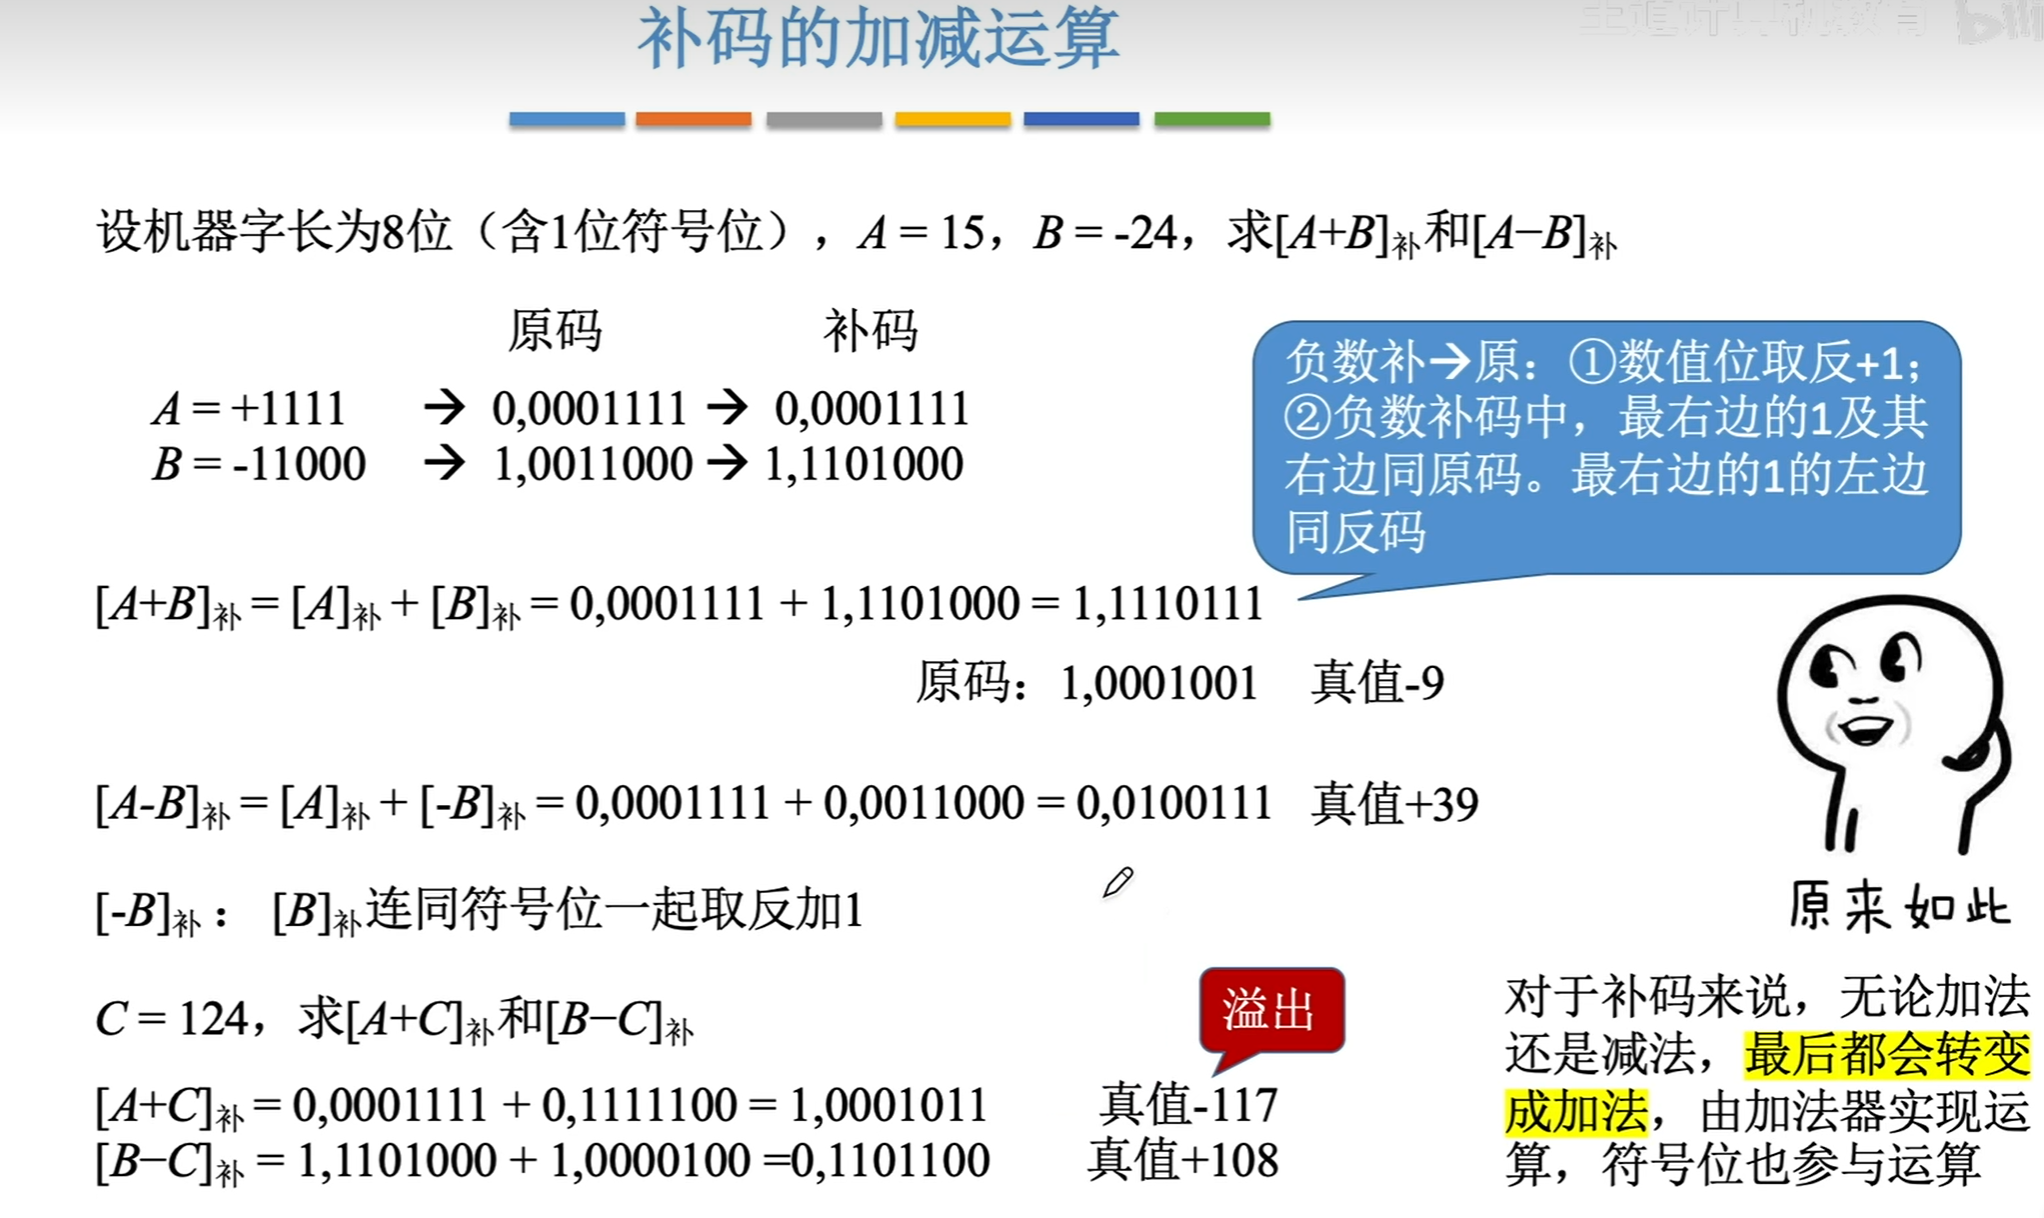 补码的加减运算
设机器字长为8位（含1位符号位），A = 15，B = -24，求[A+B]补和[A−B]补
原码 补码
A = +1111 → 0,0001111 → 0,0001111
B = -11000 → 1,0011000 → 1,1101000
负数补→原：①数值位取反+1；
②负数补码中，最右边的1及其
右边同原码。最右边的1的左边
同反码
[A+B]补 = [A]补 + [B]补 = 0,0001111 + 1,1101000 = 1,1110111
原码：1,0001001 真值-9
[A-B]补 = [A]补 + [-B]补 = 0,0001111 + 0,0011000 = 0,0100111 真值+39
[-B]补： [B]补连同符号位一起取反加1
原来如此
C = 124，求[A+C]补和[B−C]补
溢出
[A+C]补 = 0,0001111 + 0,1111100 = 1,0001011 真值-117
[B−C]补 = 1,1101000 + 1,0000100 =0,1101100 真值+108
对于补码来说，无论加法
还是减法，最后都会转变
成加法，由加法器实现运
算，符号位也参与运算